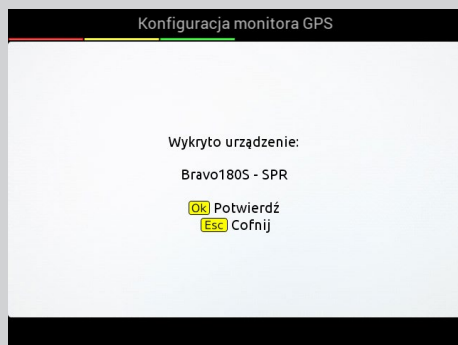 Konfiguracja monitora GPS
Wykryto urządzenie:
Bravo180S - SPR
Ok Potwierdź
Esc Cofnij